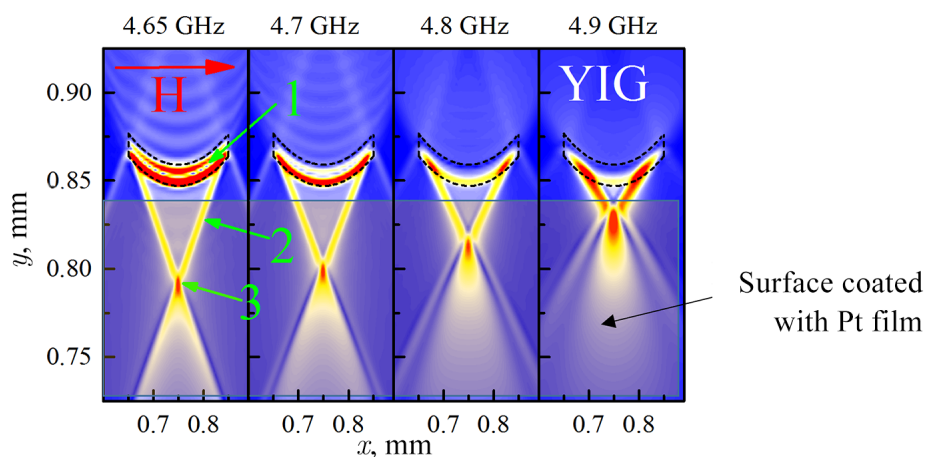 4.65 GHz 4.7 GHz 4.8 GHz 4.9 GHz
H
1
YIG
2
3
0.90
0.85
0.80
0.75
y, mm
Surface coated
with Pt film
0.7 0.8 0.7 0.8 0.7 0.8 0.7 0.8
x, mm